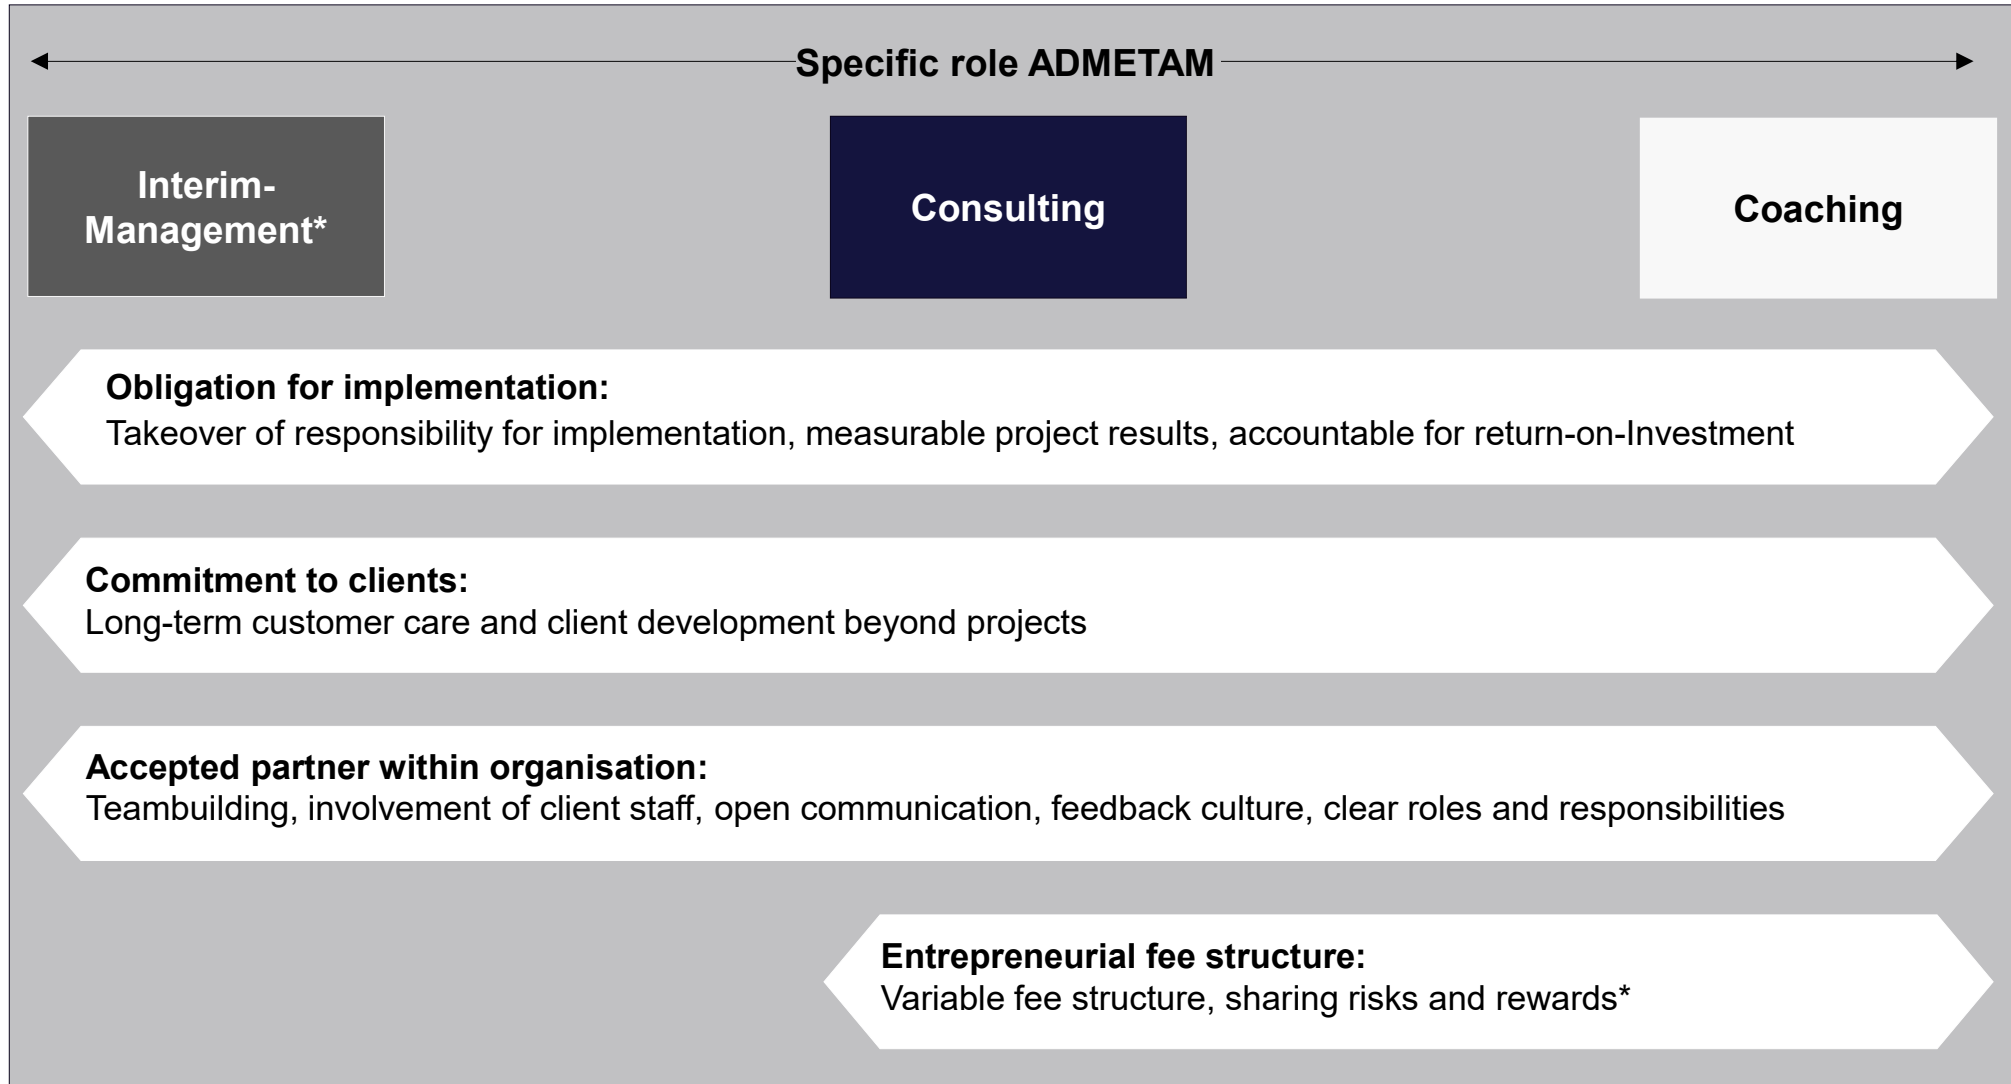 Specific role ADMETAM
Interim-
Management*
Consulting
Coaching
Obligation for implementation:
Takeover of responsibility for implementation, measurable project results, accountable for return-on-Investment
Commitment to clients:
Long-term customer care and client development beyond projects
Accepted partner within organisation:
Teambuilding, involvement of client staff, open communication, feedback culture, clear roles and responsibilities
Entrepreneurial fee structure:
Variable fee structure, sharing risks and rewards*